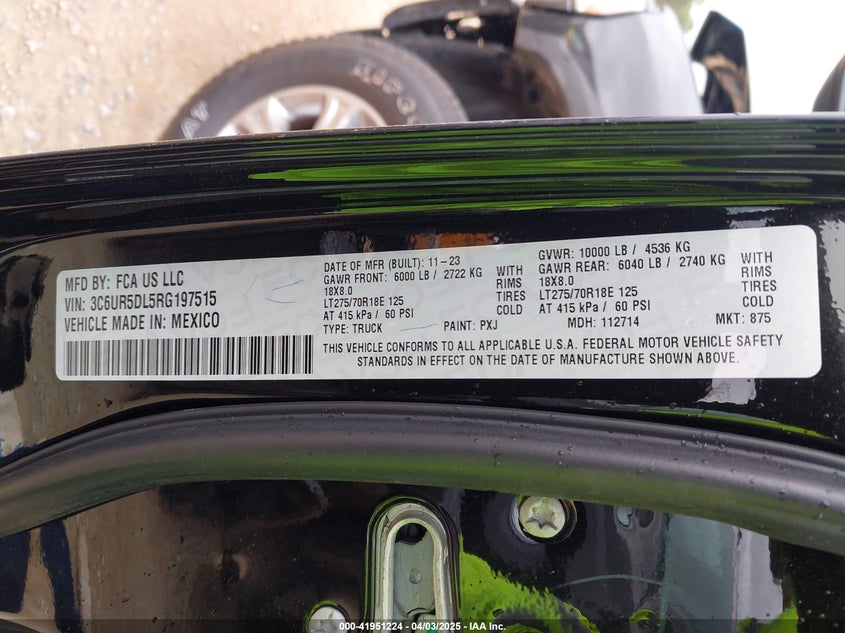 MFD BY: FCA US LLC
VIN: 3C6UR5DL5RG197515
VEHICLE MADE IN: MEXICO
DATE OF MFR (BUILT): 11-23
GAWR FRONT: 6000 LB / 2722 KG WITH
18X8.0 RIMS
LT275/70R18E 125 TIRES
AT 415 kPa / 60 PSI COLD
TYPE: TRUCK
PAINT: PXJ
GVWR: 10000 LB / 4536 KG
GAWR REAR: 6040 LB / 2740 KG WITH
18X8.0 RIMS
LT275/70R18E 125 TIRES
AT 415 kPa / 60 PSI COLD
MDH: 112714
MKT: 875
THIS VEHICLE CONFORMS TO ALL APPLICABLE U.S.A. FEDERAL MOTOR VEHICLE SAFETY
STANDARDS IN EFFECT ON THE DATE OF MANUFACTURE SHOWN ABOVE.
000-41951224 - 04/03/2025 - IAA Inc.